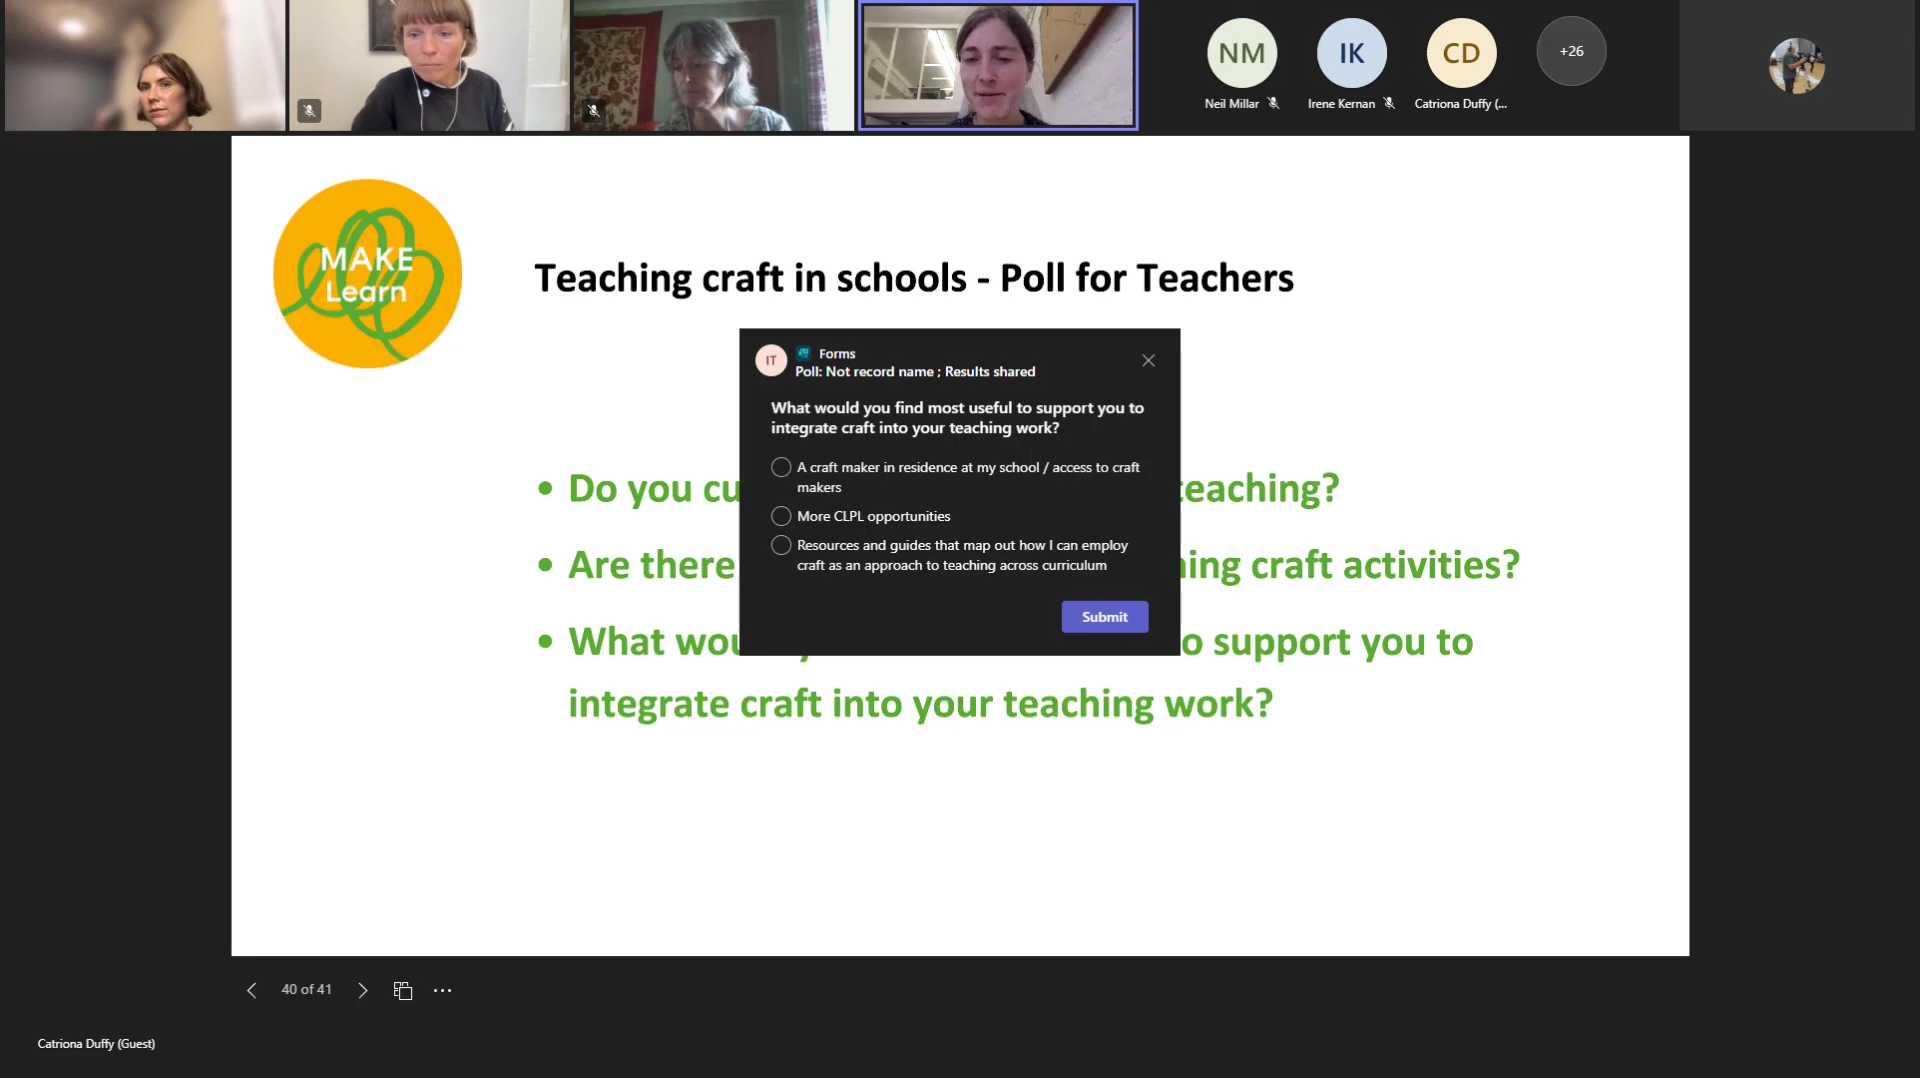 NM
IK
CD
+26
Neil Millar
Irene Kernan
Catriona Duffy (...
MAKE
Learn
Teaching craft in schools - Poll for Teachers
IT
Forms
Poll: Not record name ; Results shared
What would you find most useful to support you to
integrate craft into your teaching work?
A craft maker in residence at my school / access to craft
makers
More CLPL opportunities
Resources and guides that map out how I can employ
craft as an approach to teaching across curriculum
Submit
• Do you cu teaching?
• Are there ing craft activities?
• What wou o support you to
integrate craft into your teaching work?
40 of 41
Catriona Duffy (Guest)